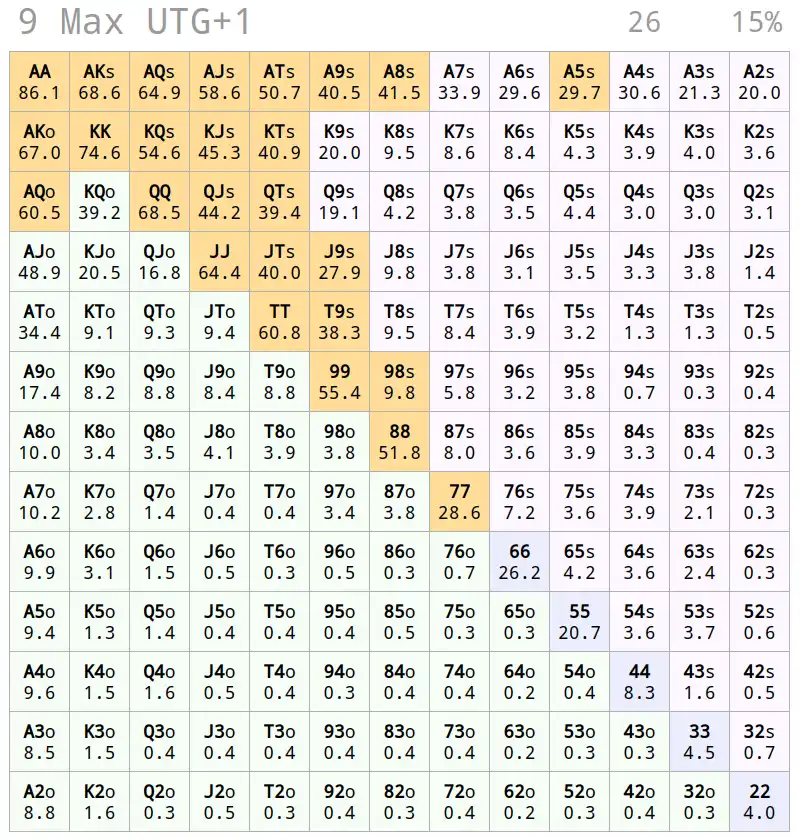 9 Max UTG+1 26 15%
AA AKs AQs AJs ATs A9s A8s A7s A6s A5s A4s A3s A2s
86.1 68.6 64.9 58.6 50.7 40.5 41.5 33.9 29.6 29.7 30.6 21.3 20.0
AKo KK KQs KJs KTs K9s K8s K7s K6s K5s K4s K3s K2s
67.0 74.6 54.6 45.3 40.9 20.0 9.5 8.6 8.4 4.3 3.9 4.0 3.6
AQo KQo QQ QJs QTs Q9s Q8s Q7s Q6s Q5s Q4s Q3s Q2s
60.5 39.2 68.5 44.2 39.4 19.1 4.2 3.8 3.5 4.4 3.0 3.0 3.1
AJo KJo QJo JJ JTs J9s J8s J7s J6s J5s J4s J3s J2s
48.9 20.5 16.8 64.4 40.0 27.9 9.8 3.8 3.1 3.5 3.3 3.8 1.4
ATo KTo QTo JTo TT T9s T8s T7s T6s T5s T4s T3s T2s
34.4 9.1 9.3 9.4 60.8 38.3 9.5 8.4 3.9 3.2 1.3 1.3 0.5
A9o K9o Q9o J9o T9o 99 98s 97s 96s 95s 94s 93s 92s
17.4 8.2 8.8 8.4 8.8 55.4 9.8 5.8 3.2 3.8 0.7 0.3 0.4
A8o K8o Q8o J8o T8o 98o 88 87s 86s 85s 84s 83s 82s
10.0 3.4 3.5 4.1 3.9 3.8 51.8 8.0 3.6 3.9 3.3 0.4 0.3
A7o K7o Q7o J7o T7o 97o 87o 77 76s 75s 74s 73s 72s
10.2 2.8 1.4 0.4 0.4 3.4 3.8 28.6 7.2 3.6 3.9 2.1 0.3
A6o K6o Q6o J6o T6o 96o 86o 76o 66 65s 64s 63s 62s
9.9 3.1 1.5 0.5 0.3 0.5 0.3 0.7 26.2 4.2 3.6 2.4 0.3
A5o K5o Q5o J5o T5o 95o 85o 75o 65o 55 54s 53s 52s
9.4 1.3 1.4 0.4 0.4 0.4 0.5 0.3 0.3 20.7 3.6 3.7 0.6
A4o K4o Q4o J4o T4o 94o 84o 74o 64o 54o 44 43s 42s
9.6 1.5 1.6 0.5 0.4 0.3 0.4 0.4 0.2 0.4 8.3 1.6 0.5
A3o K3o Q3o J3o T3o 93o 83o 73o 63o 53o 43o 33 32s
8.5 1.5 0.4 0.4 0.4 0.4 0.4 0.4 0.2 0.3 0.3 4.5 0.7
A2o K2o Q2o J2o T2o 92o 82o 72o 62o 52o 42o 32o 22
8.8 1.6 0.3 0.5 0.3 0.4 0.3 0.4 0.2 0.3 0.4 0.3 4.0